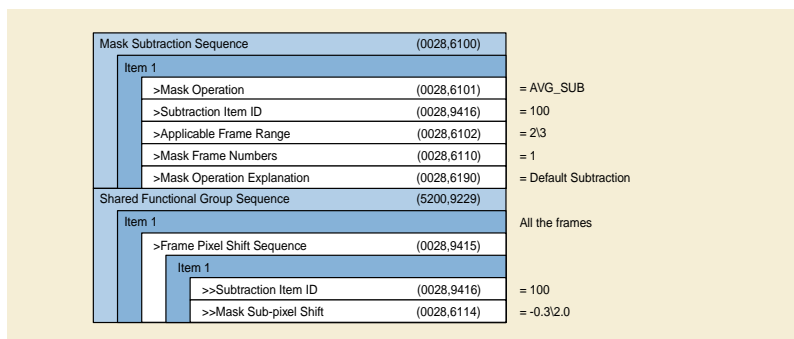 Mask Subtraction Sequence (0028,6100)
Item 1
>Mask Operation (0028,6101) = AVG_SUB
>Subtraction Item ID (0028,9416) = 100
>Applicable Frame Range (0028,6102) = 2\3
>Mask Frame Numbers (0028,6110) = 1
>Mask Operation Explanation (0028,6190) = Default Subtraction
Shared Functional Group Sequence (5200,9229)
Item 1 All the frames
>Frame Pixel Shift Sequence (0028,9415)
Item 1
>>Subtraction Item ID (0028,9416) = 100
>>Mask Sub-pixel Shift (0028,6114) = -0.3\2.0